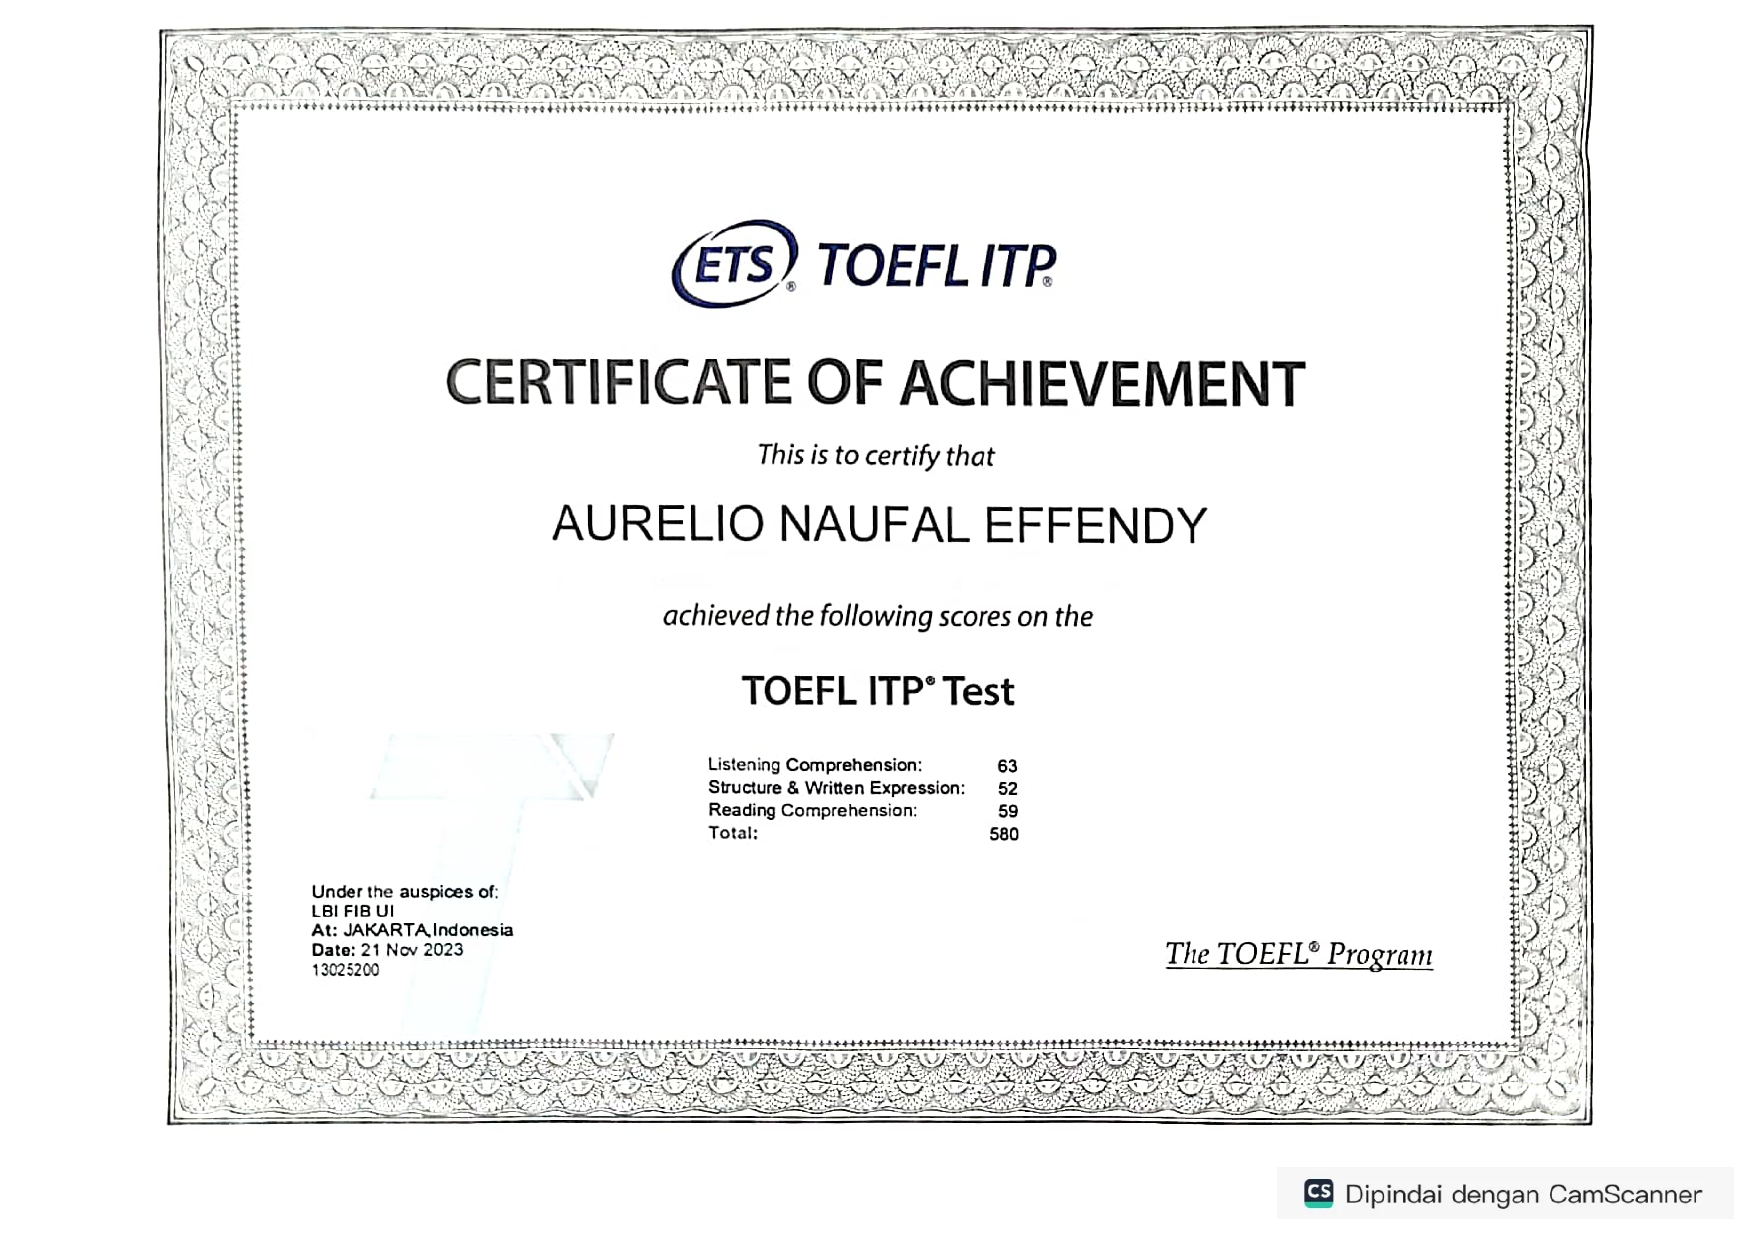 ETS® TOEFL ITP®
CERTIFICATE OF ACHIEVEMENT
This is to certify that
AURELIO NAUFAL EFFENDY
achieved the following scores on the
TOEFL ITP® Test
Listening Comprehension: 63
Structure & Written Expression: 52
Reading Comprehension: 59
Total: 580
Under the auspices of:
LBI FIB UI
At: JAKARTA,Indonesia
Date: 21 Nov 2023
13025200
The TOEFL® Program
CS Dipindai dengan CamScanner